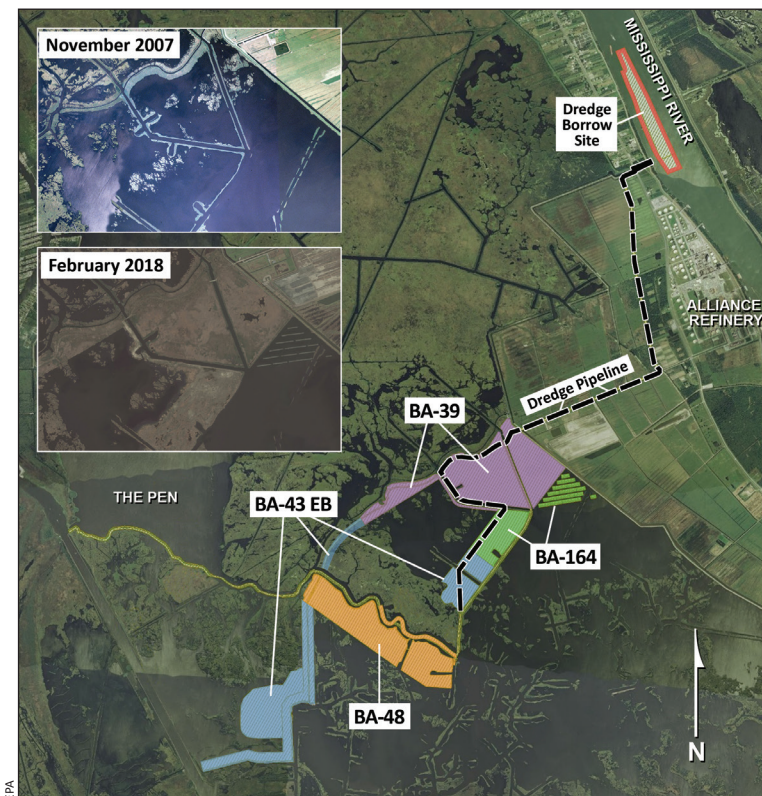 November 2007
MISSISSIPPI RIVER
Dredge
Borrow
Site
February 2018
ALLIANCE
REFINERY
Dredge Pipeline
BA-39
THE PEN
BA-43 EB
BA-164
BA-48
N
EPA